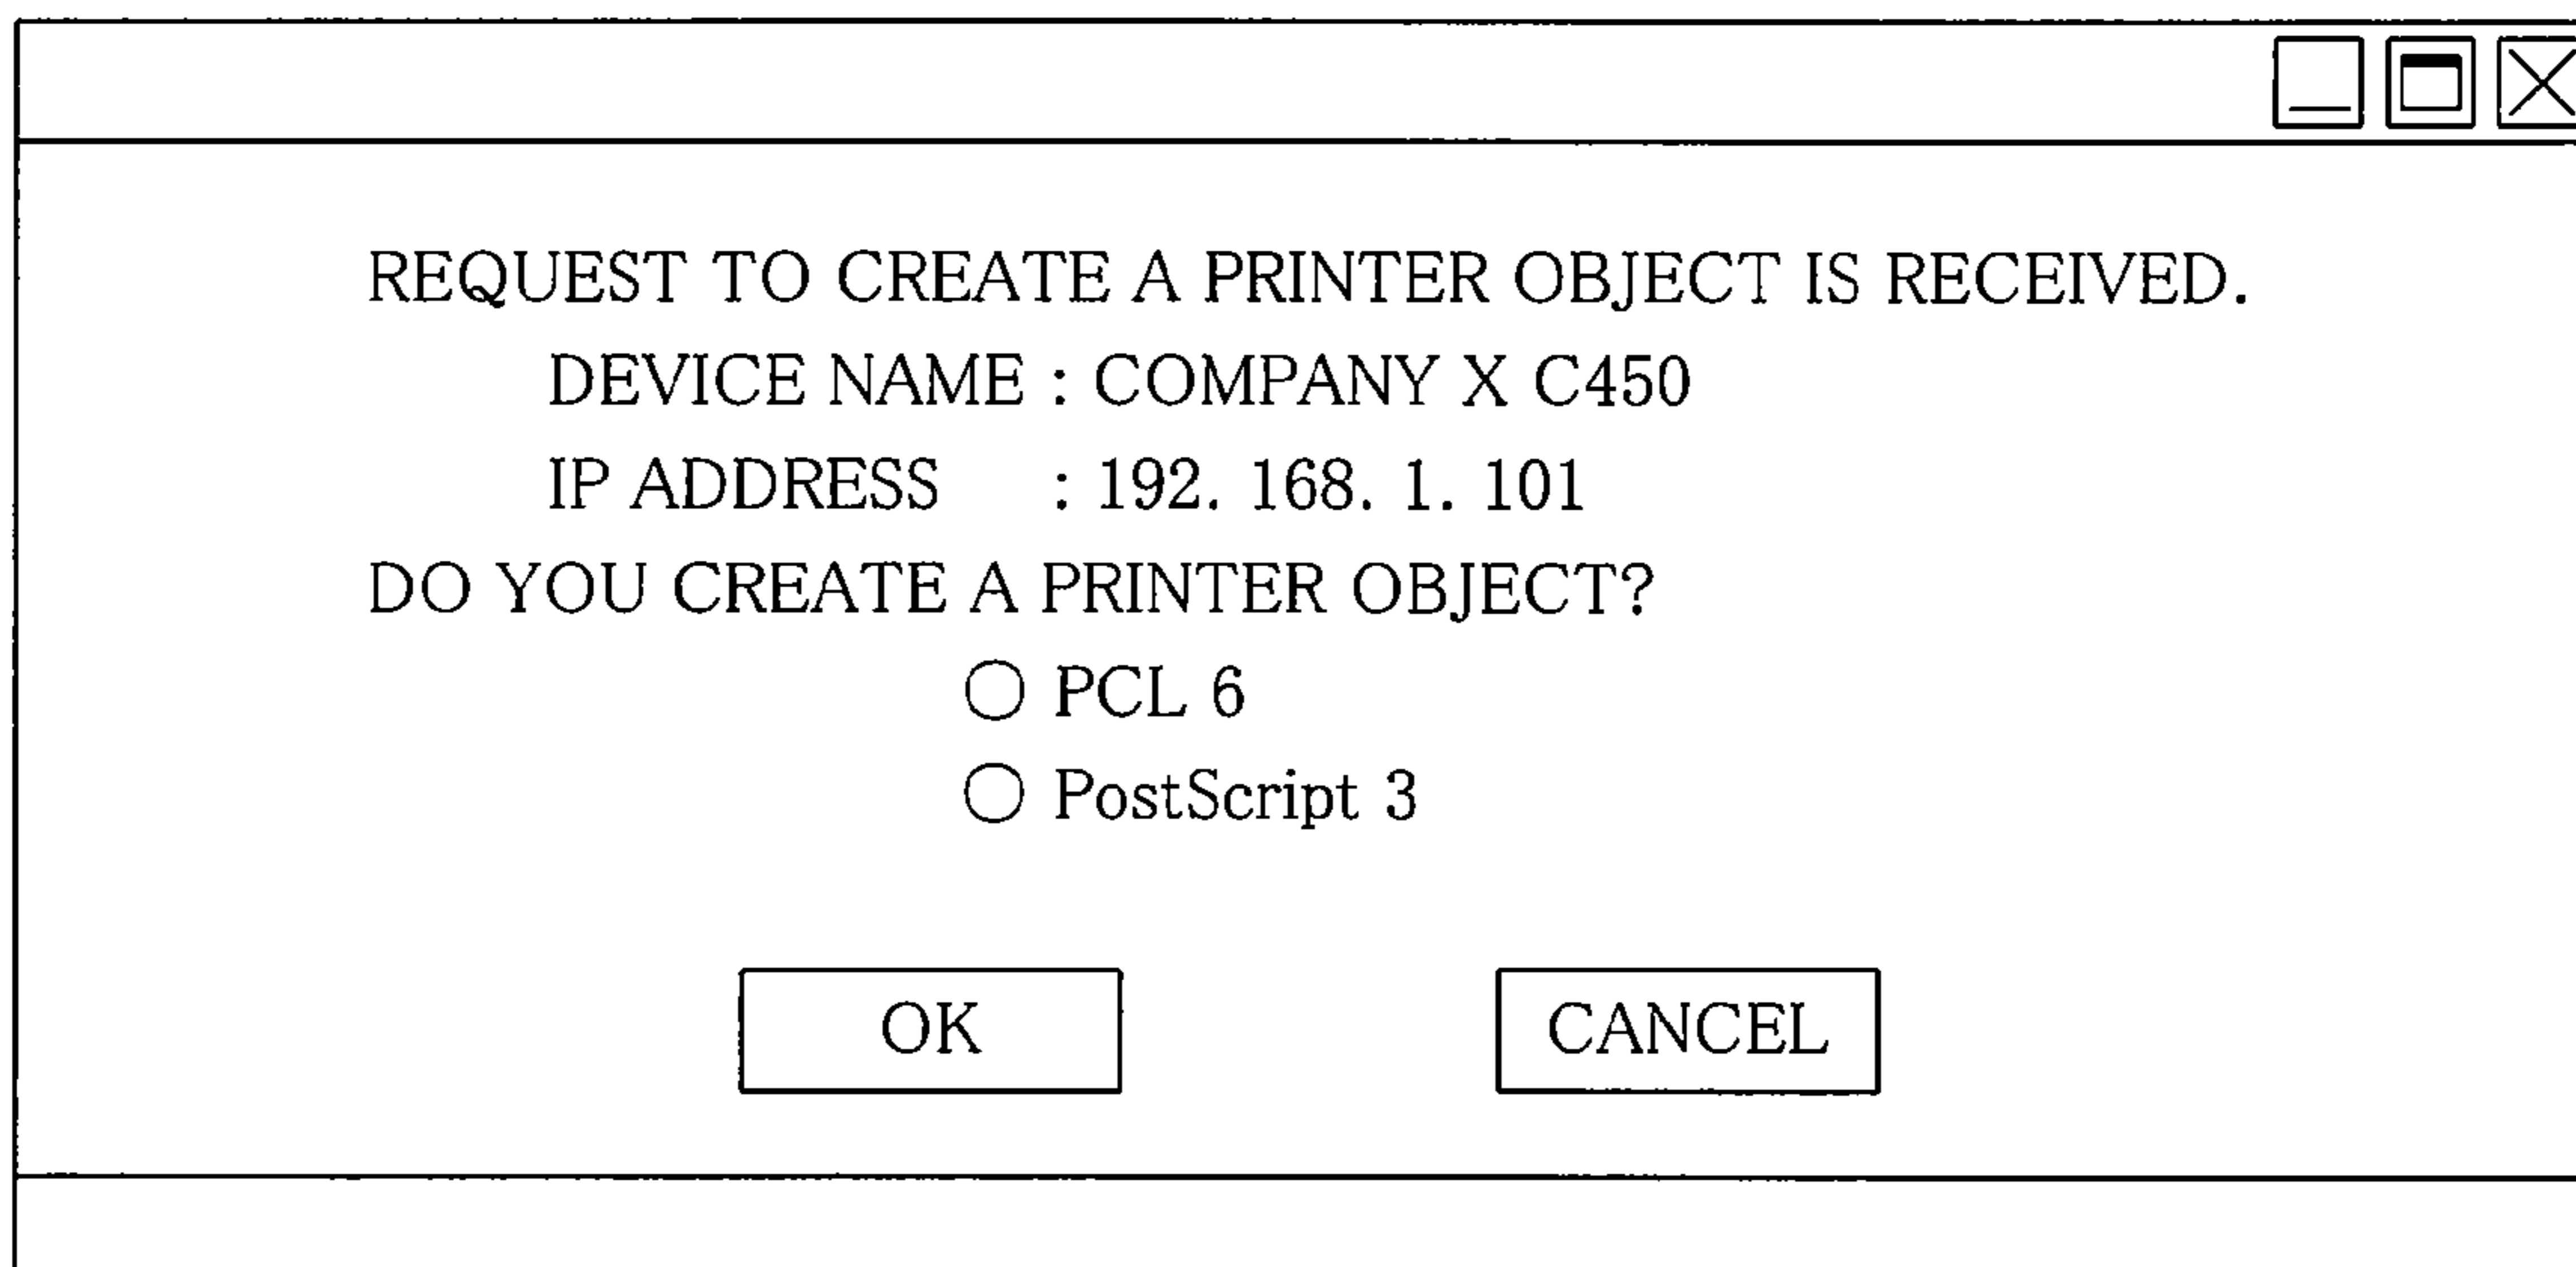 REQUEST TO CREATE A PRINTER OBJECT IS RECEIVED.
DEVICE NAME : COMPANY X C450
IP ADDRESS : 192. 168. 1. 101
DO YOU CREATE A PRINTER OBJECT?
PCL 6
PostScript 3
OK CANCEL